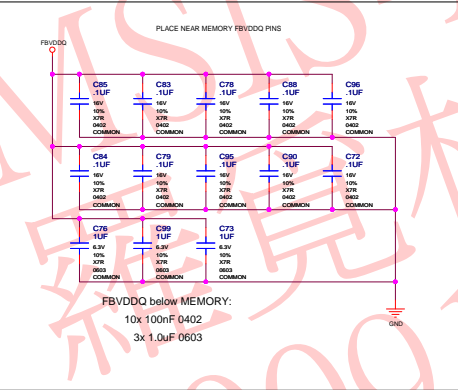 PLACE NEAR MEMORY FBVDDQ PINS
FBVDDQ
C85 C83 C78 C88 C96
.1UF .1UF .1UF .1UF .1UF
16V 16V 16V 16V 16V
10% 10% 10% 10% 10%
X7R X7R X7R X7R X7R
0402 0402 0402 0402 0402
COMMON COMMON COMMON COMMON COMMON
C84 C79 C95 C90 C72
.1UF .1UF .1UF .1UF .1UF
16V 16V 16V 16V 16V
10% 10% 10% 10% 10%
X7R X7R X7R X7R X7R
0402 0402 0402 0402 0402
COMMON COMMON COMMON COMMON COMMON
C76 C99 C73
1UF 1UF 1UF
6.3V 6.3V 6.3V
10% 10% 10%
X7R X7R X7R
0603 0603 0603
COMMON COMMON COMMON
FBVDDQ below MEMORY:
10x 100nF 0402
3x 1.0uF 0603
GND